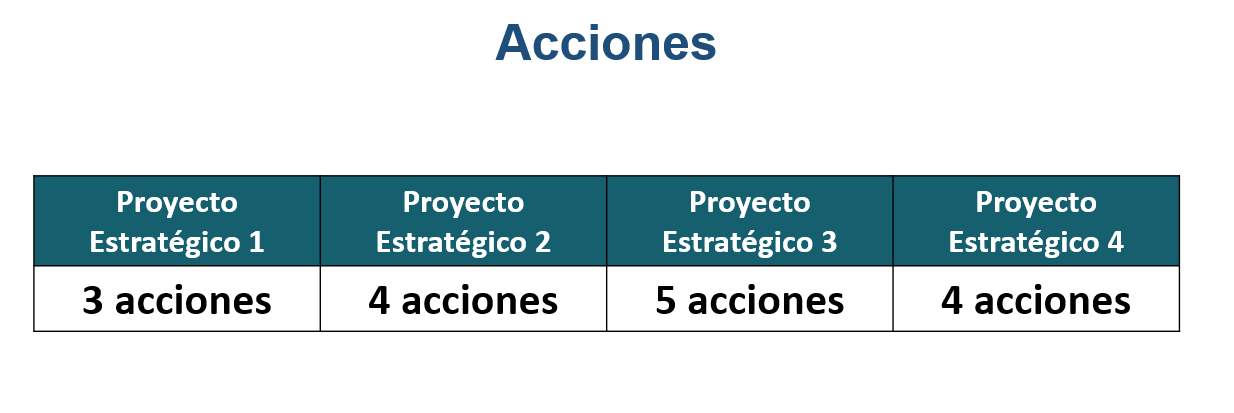 Acciones
Proyecto
Estratégico 1
Proyecto
Estratégico 2
Proyecto
Estratégico 3
Proyecto
Estratégico 4
3 acciones
4 acciones
5 acciones
4 acciones